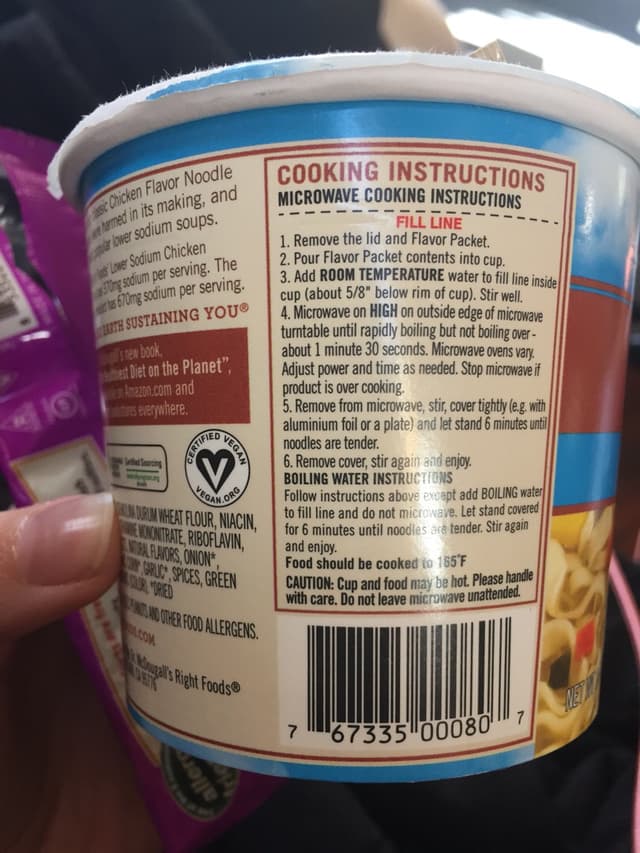 Chicken Flavor Noodle
harmed in its making, and
lower sodium soups.
Lower Sodium Chicken
sodium per serving. The
has 670mg sodium per serving.
EARTH SUSTAINING YOU®
new book,
Diet on the Planet",
Amazon.com and
everywhere.
Certified Sourcing
CERTIFIED VEGAN
V
VEGAN.ORG
DURUM WHEAT FLOUR, NIACIN,
MONONITRATE, RIBOFLAVIN,
NATURAL FLAVORS, ONION*,
GARLIC*, SPICES, GREEN
*DRIED
AND OTHER FOOD ALLERGENS.
.COM
McDougall's Right Foods®
COOKING INSTRUCTIONS
MICROWAVE COOKING INSTRUCTIONS
FILL LINE
1. Remove the lid and Flavor Packet.
2. Pour Flavor Packet contents into cup.
3. Add ROOM TEMPERATURE water to fill line inside
cup (about 5/8" below rim of cup). Stir well.
4. Microwave on HIGH on outside edge of microwave
turntable until rapidly boiling but not boiling over -
about 1 minute 30 seconds. Microwave ovens vary.
Adjust power and time as needed. Stop microwave if
product is over cooking.
5. Remove from microwave, stir, cover tightly (e.g. with
aluminium foil or a plate) and let stand 6 minutes until
noodles are tender.
6. Remove cover, stir again and enjoy.
BOILING WATER INSTRUCTIONS
Follow instructions above except add BOILING water
to fill line and do not microwave. Let stand covered
for 6 minutes until noodles are tender. Stir again
and enjoy.
Food should be cooked to 165°F
CAUTION: Cup and food may be hot. Please handle
with care. Do not leave microwave unattended.
7 67335 00080 7
NET